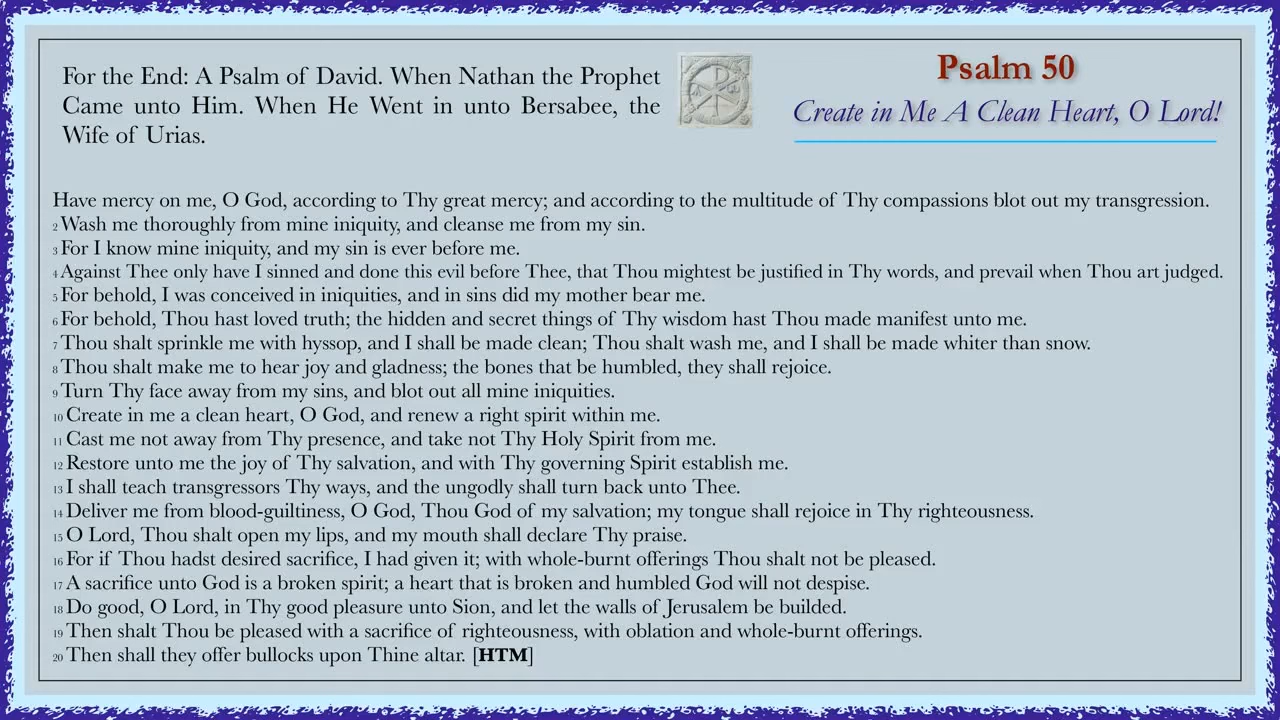 For the End: A Psalm of David. When Nathan the Prophet
Came unto Him. When He Went in unto Bersabee, the
Wife of Urias.
Psalm 50
Create in Me A Clean Heart, O Lord!
Have mercy on me, O God, according to Thy great mercy; and according to the multitude of Thy compassions blot out my transgression.
2 Wash me thoroughly from mine iniquity, and cleanse me from my sin.
3 For I know mine iniquity, and my sin is ever before me.
4 Against Thee only have I sinned and done this evil before Thee, that Thou mightest be justified in Thy words, and prevail when Thou art judged.
5 For behold, I was conceived in iniquities, and in sins did my mother bear me.
6 For behold, Thou hast loved truth; the hidden and secret things of Thy wisdom hast Thou made manifest unto me.
7 Thou shalt sprinkle me with hyssop, and I shall be made clean; Thou shalt wash me, and I shall be made whiter than snow.
8 Thou shalt make me to hear joy and gladness; the bones that be humbled, they shall rejoice.
9 Turn Thy face away from my sins, and blot out all mine iniquities.
10 Create in me a clean heart, O God, and renew a right spirit within me.
11 Cast me not away from Thy presence, and take not Thy Holy Spirit from me.
12 Restore unto me the joy of Thy salvation, and with Thy governing Spirit establish me.
13 I shall teach transgressors Thy ways, and the ungodly shall turn back unto Thee.
14 Deliver me from blood-guiltiness, O God, Thou God of my salvation; my tongue shall rejoice in Thy righteousness.
15 O Lord, Thou shalt open my lips, and my mouth shall declare Thy praise.
16 For if Thou hadst desired sacrifice, I had given it; with whole-burnt offerings Thou shalt not be pleased.
17 A sacrifice unto God is a broken spirit; a heart that is broken and humbled God will not despise.
18 Do good, O Lord, in Thy good pleasure unto Sion, and let the walls of Jerusalem be builded.
19 Then shalt Thou be pleased with a sacrifice of righteousness, with oblation and whole-burnt offerings.
20 Then shall they offer bullocks upon Thine altar. [HTM]